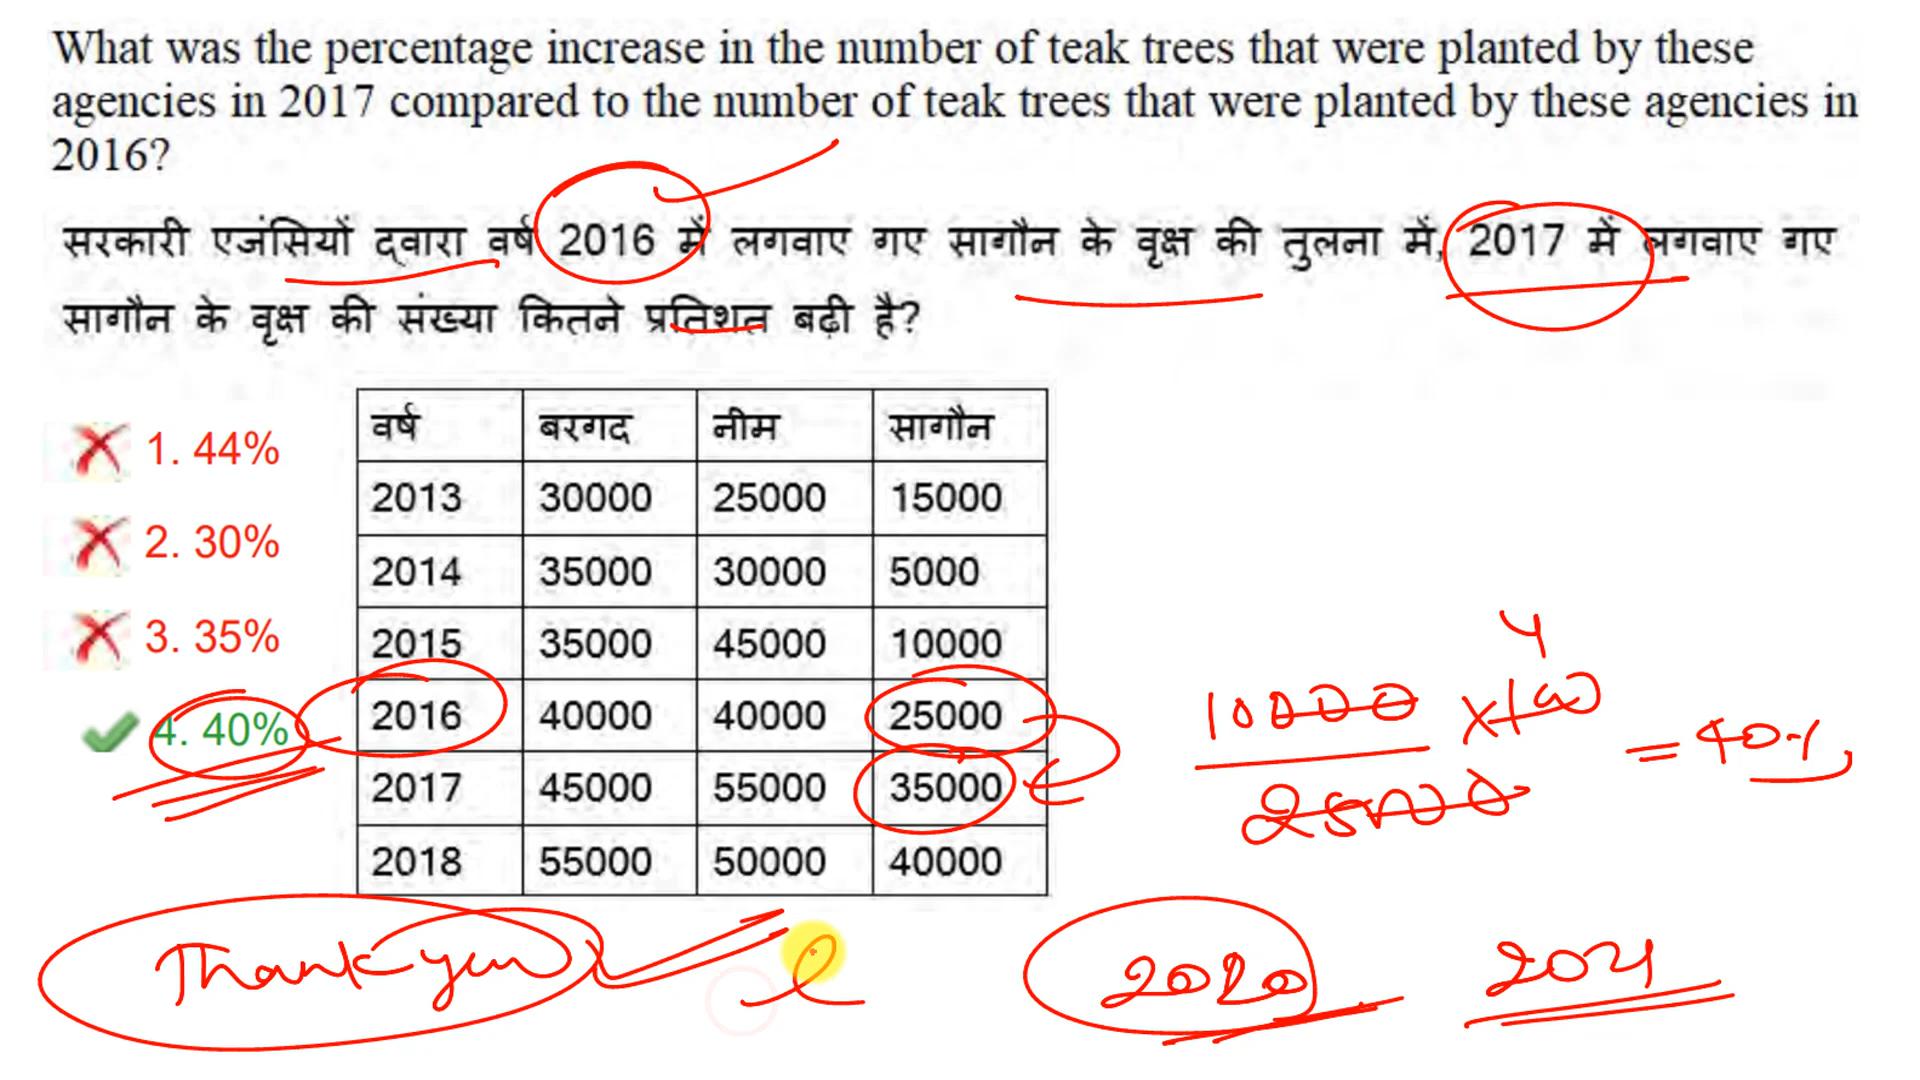 What was the percentage increase in the number of teak trees that were planted by these
agencies in 2017 compared to the number of teak trees that were planted by these agencies in
2016?
सरकारी एजंसियों द्वारा वर्ष 2016 में लगवाएं गए सागौन के वृक्ष की तुलना में, 2017 में लगवाए गए
सागौन के वृक्ष की संख्या कितने प्रतिशत बढी है?
1. 44%
2. 30%
3. 35%
4. 40%
वर्ष बरगद नीम सागौन
2013 30000 25000 15000
2014 35000 30000 5000
2015 35000 45000 10000
2016 40000 40000 25000
2017 45000 55000 35000
2018 55000 50000 40000
4
10000 x100
25000
= 40%
Thank you
2020 2021